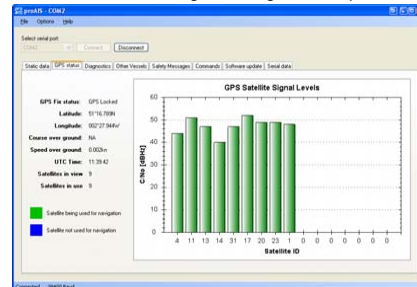 proAIS - COM2
File Options Help
Select serial port
COM2 Connect Disconnect
Static data GPS status Diagnostics Other Vessels Safety Messages Commands Software update Serial data
GPS Satellite Signal Levels
GPS Fix status: GPS Locked
Latitude: 51°16.789N
Longitude: 002°27.944W
Course over ground: NA
Speed over ground: 0.002kn
UTC Time: 11:39:42
Satellites in view 9
Satellites in use 9
Satellite being used for navigation
Satellite not used for navigation
C/No [dBHz]
60
50
40
30
20
10
0
4 11 13 14 31 17 20 23 1 0 0 0 0 0
Satellite ID
Connected